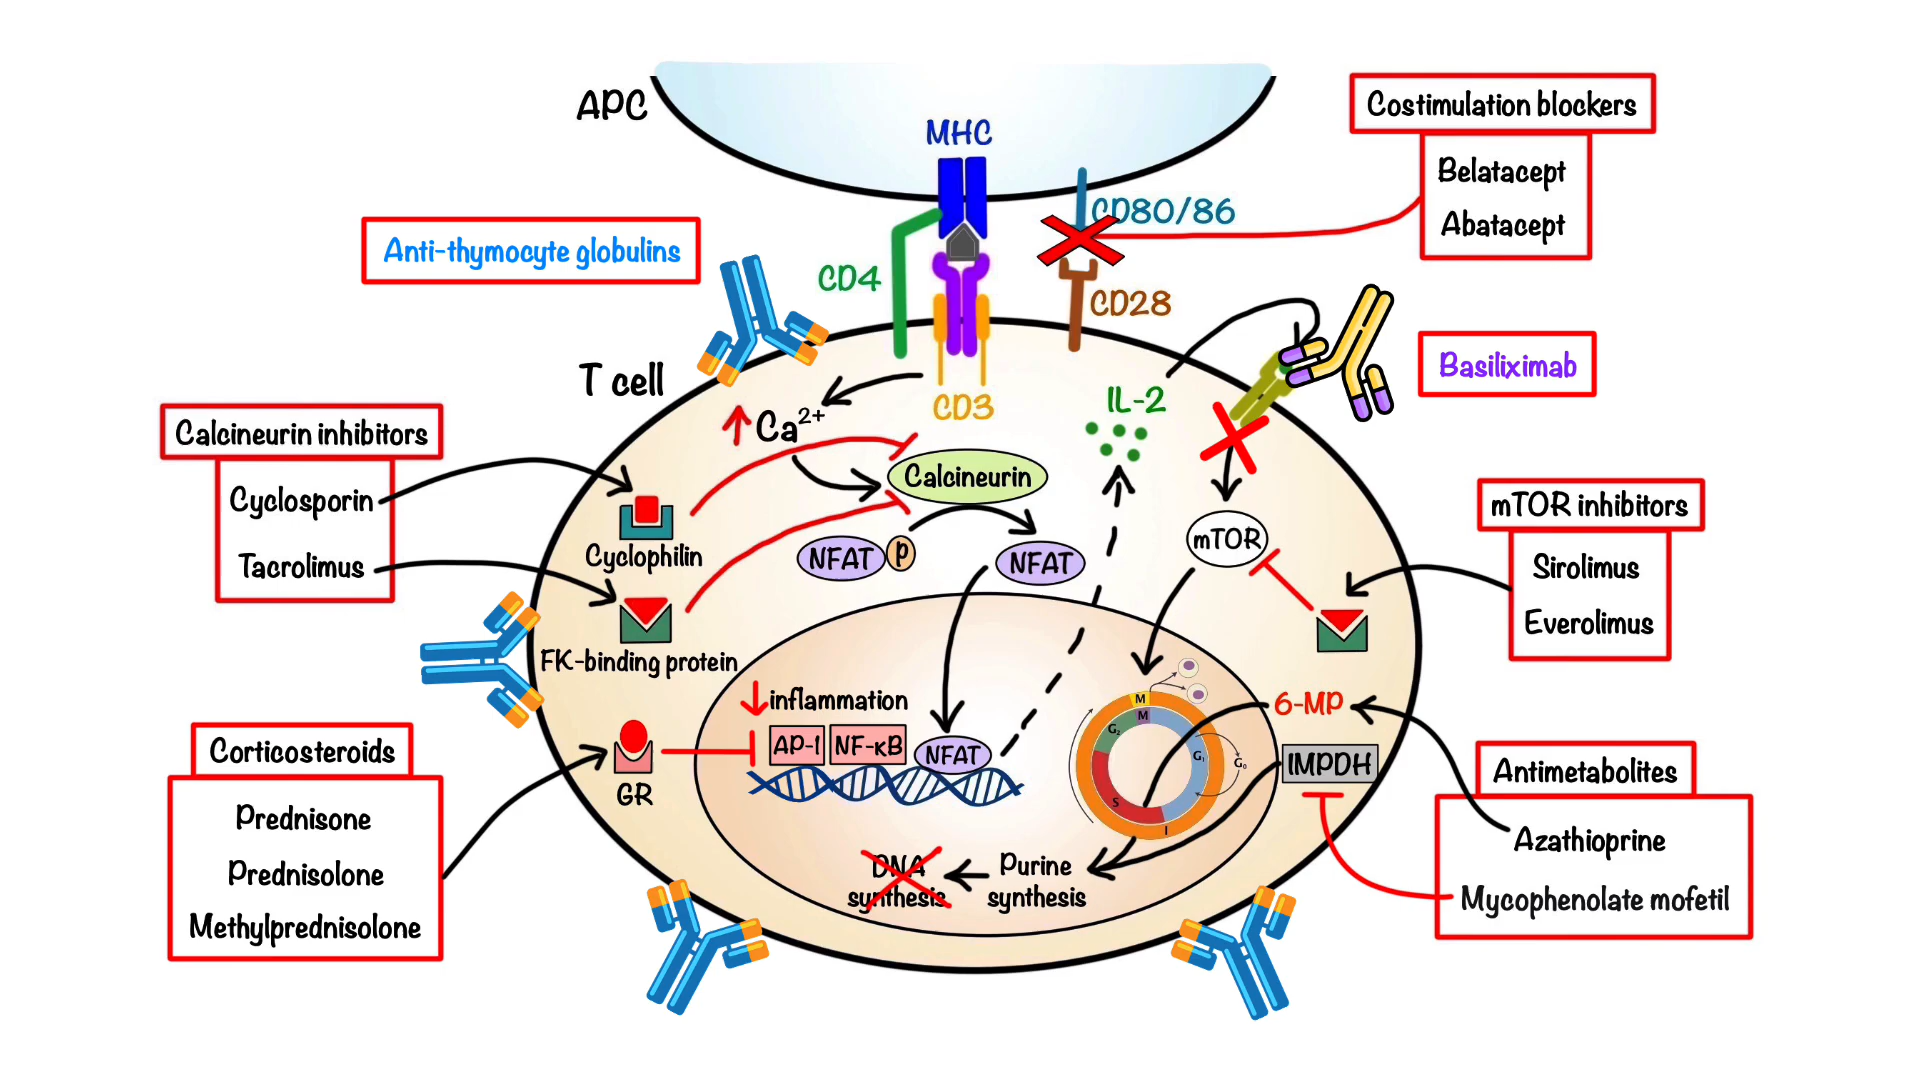 APC
MHC
Costimulation blockers
Belatacept
Abatacept
CD80/86
CD4
CD28
Anti-thymocyte globulins
T cell
Basiliximab
CD3
IL-2
Ca²⁺
Calcineurin inhibitors
Cyclosporin
Tacrolimus
Calcineurin
Cyclophilin
NFAT P
NFAT
mTOR
mTOR inhibitors
Sirolimus
Everolimus
FK-binding protein
inflammation
AP-1
NF-κB
NFAT
GR
Corticosteroids
Prednisone
Prednisolone
Methylprednisolone
M
M
G₂
G₁
G₀
S
I
6-MP
IMPDH
Antimetabolites
Azathioprine
Mycophenolate mofetil
DNA
synthesis
Purine
synthesis